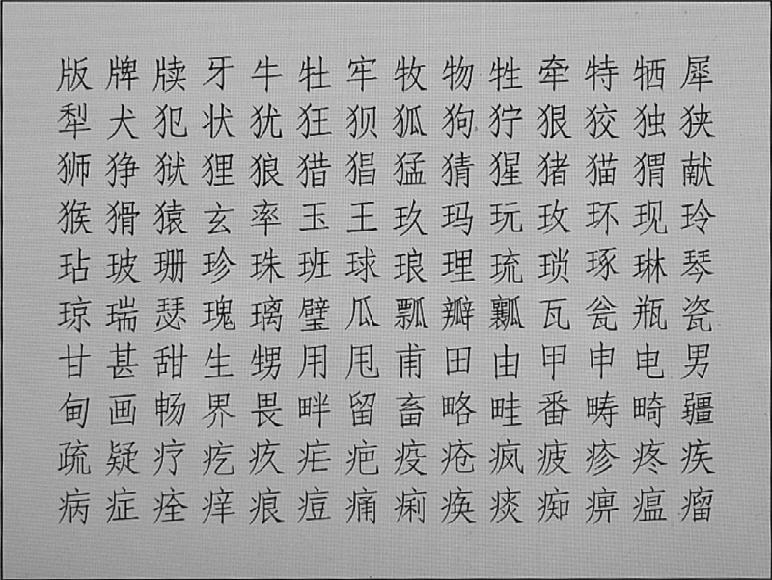 版牌牍牙牛牡牢牧物牲牵特牺犀
犁犬犯状犹狂狈狐狗狞狠狡独狭
狮狰狱狸狼猎猖猛猜猩猪猫猬献
猴猾猿玄率玉王玖玛玩玫环现玲
玷玻珊珍珠班球琅理琉琐琢琳琴
琼瑞瑟瑰璃璧瓜瓢瓣瓤瓦瓮瓶瓷
甘甚甜生甥用甩甫田由甲申电男
甸画畅界畏畔留畜略畦番畴畸疆
疏疑疗疙疚疟疤疫疮疯疲疹疼疾
病症痊痒痕痘痛痢痪痰痴痹瘟瘤